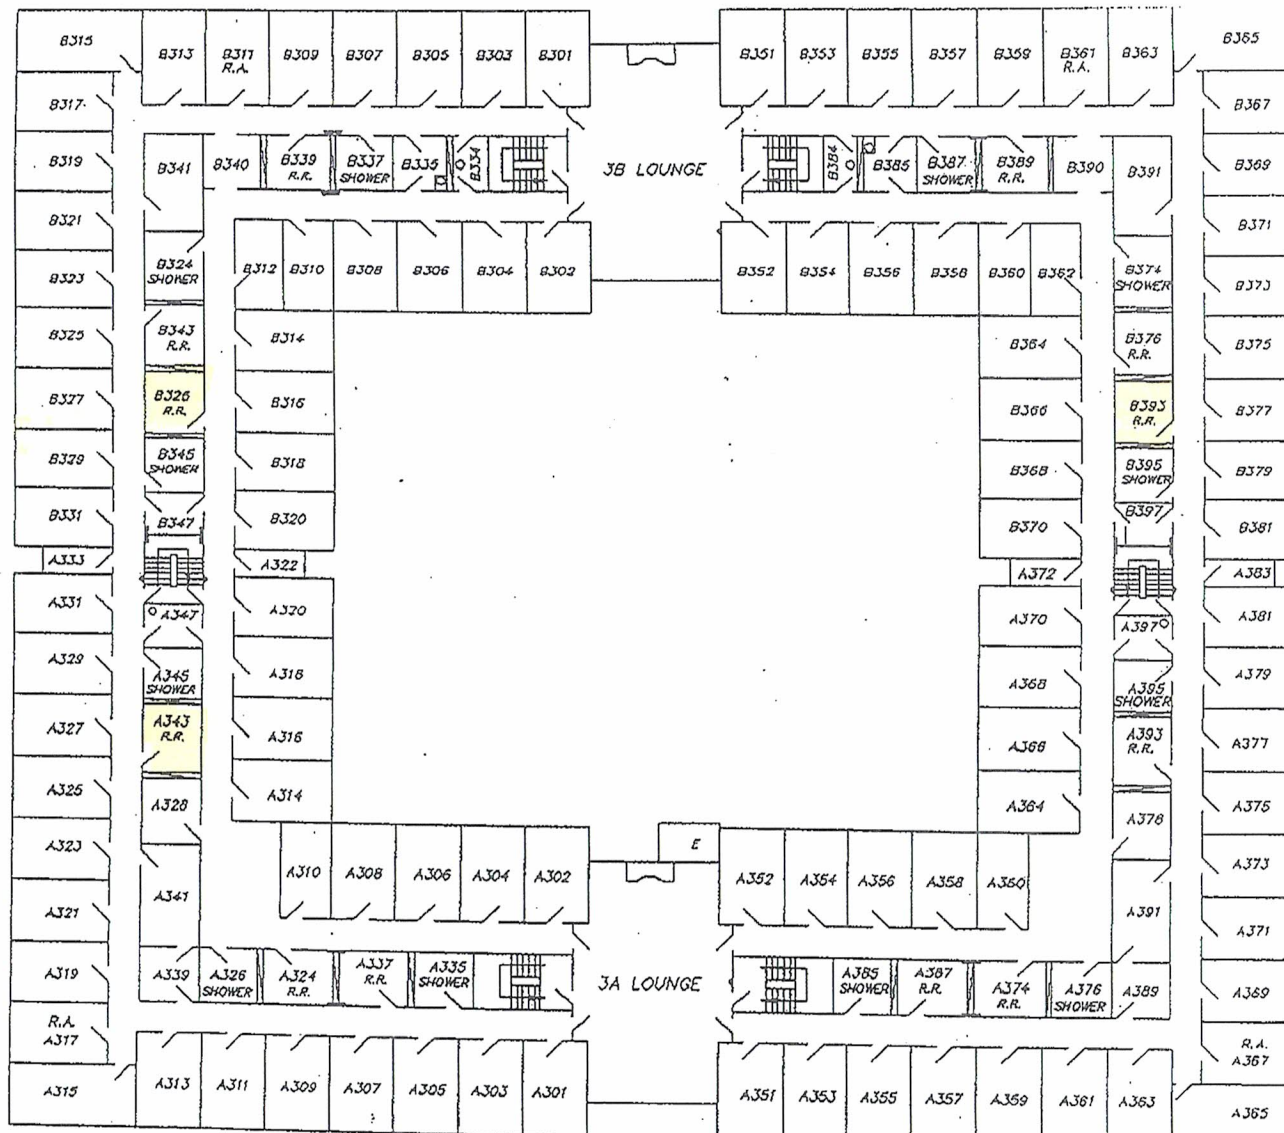 B315
B313
B311
R.A.
B309
B307
B305
B303
B301
B351
B353
B355
B357
B359
B361
R.A.
B363
B365
B317
B367
B319
B341
B340
B339
R.R.
B337
SHOWER
B335
B334
3B LOUNGE
B384
B385
B387
SHOWER
B389
R.R.
B390
B391
B369
B321
B371
B323
B324
SHOWER
B312
B310
B308
B306
B304
B302
B352
B354
B356
B358
B360
B362
B374
SHOWER
B373
B325
B343
R.R.
B314
B364
B376
R.R.
B375
B327
B326
R.R.
B316
B366
B393
R.R.
B377
B329
B345
SHOWER
B318
B368
B395
SHOWER
B379
B331
B347
B320
B370
B397
B381
A333
A322
A372
A383
A331
A347
A320
A370
A397
A381
A329
A345
SHOWER
A318
A368
A395
SHOWER
A379
A327
A343
R.R.
A316
A366
A393
R.R.
A377
A325
A328
A314
A364
A378
A375
A323
E
A373
A310
A308
A306
A304
A302
A352
A354
A356
A358
A360
A321
A341
A391
A371
A319
A339
A326
SHOWER
A324
R.R.
A337
R.R.
A335
SHOWER
3A LOUNGE
A385
SHOWER
A387
R.R.
A374
R.R.
A376
SHOWER
A389
A369
R.A.
A317
R.A.
A367
A315
A313
A311
A309
A307
A305
A303
A301
A351
A353
A355
A357
A359
A361
A363
A365